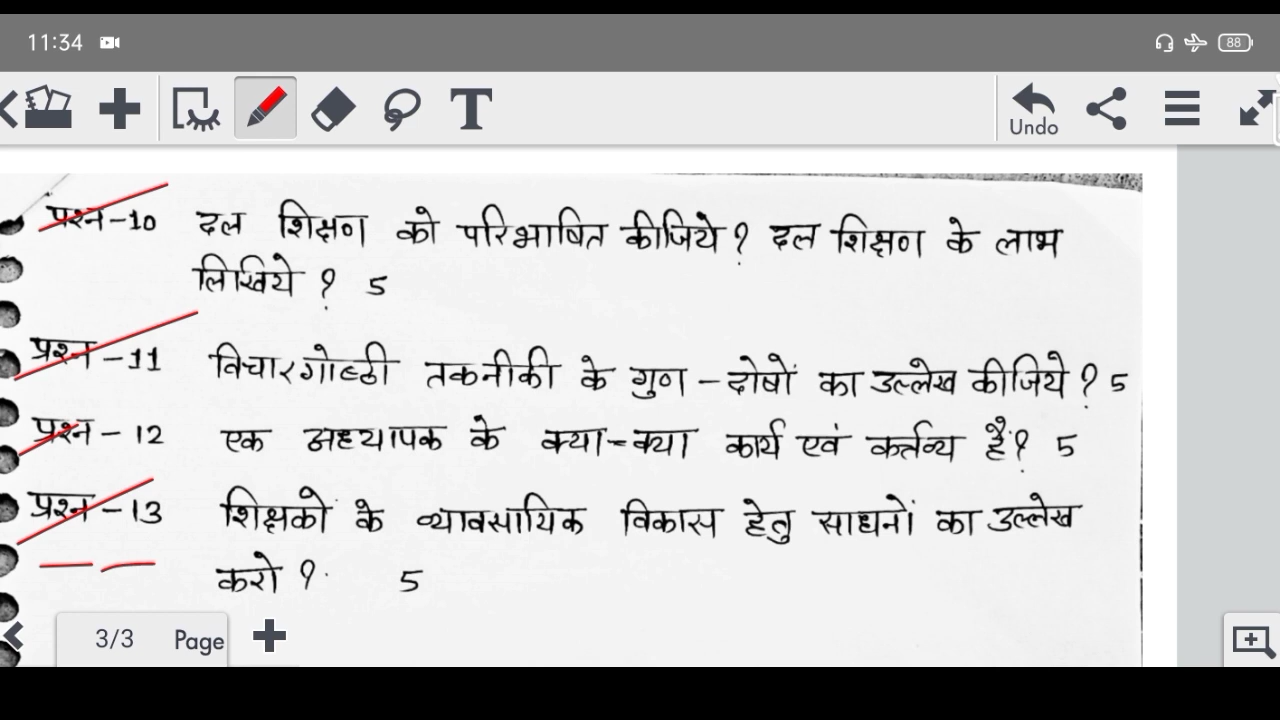 11:34
88
T
Undo
प्रश्न-10 दल शिक्षण को परिभाषित कीजिये? दल शिक्षण के लाभ
लिखिये? 5
प्रश्न-11 विचारगोष्ठी तकनीकी के गुण-दोषों का उल्लेख कीजिये? 5
प्रश्न-12 एक अध्यापक के क्या-क्या कार्य एवं कर्तव्य हैं? 5
प्रश्न-13 शिक्षकों के व्यावसायिक विकास हेतु साधनों का उल्लेख
करो? 5
3/3 Page